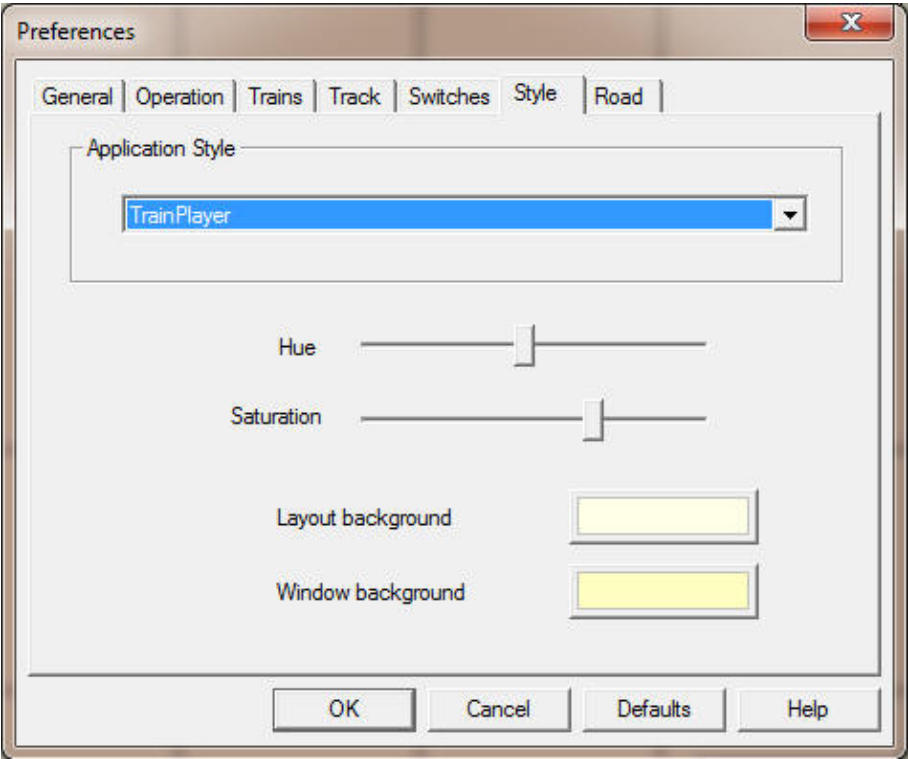 Preferences
General Operation Trains Track Switches Style Road
Application Style
TrainPlayer
Hue
Saturation
Layout background
Window background
OK Cancel Defaults Help